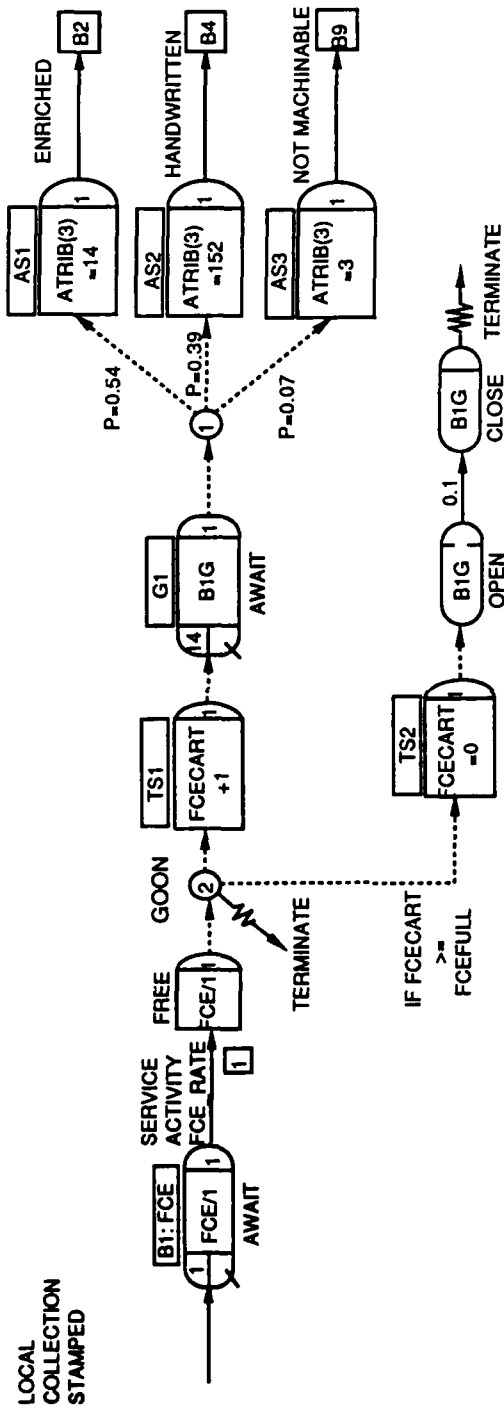 LOCAL
COLLECTION
STAMPED
B1: FCE
1
FCE/1
1
AWAIT
SERVICE
ACTIVITY
FCE_RATE
1
FREE
FCE/1
1
GOON
2
TERMINATE
TS1
FCECART
+1
1
G1
14
B1G
1
AWAIT
1
P=0.54
P=0.39
P=0.07
AS1
ATRIB(3)
=14
1
ENRICHED
B2
AS2
ATRIB(3)
=152
1
HANDWRITTEN
B4
AS3
ATRIB(3)
=3
1
NOT MACHINABLE
B9
IF FCECART
>=
FCEFULL
TS2
FCECART
=0
1
B1G
OPEN
0.1
B1G
CLOSE
TERMINATE